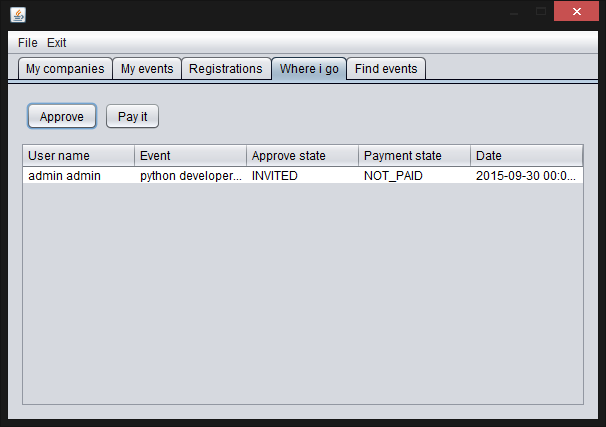 File Exit
My companies My events Registrations Where i go Find events
Approve Pay it
User name Event Approve state Payment state Date
admin admin python developer... INVITED NOT_PAID 2015-09-30 00:0...